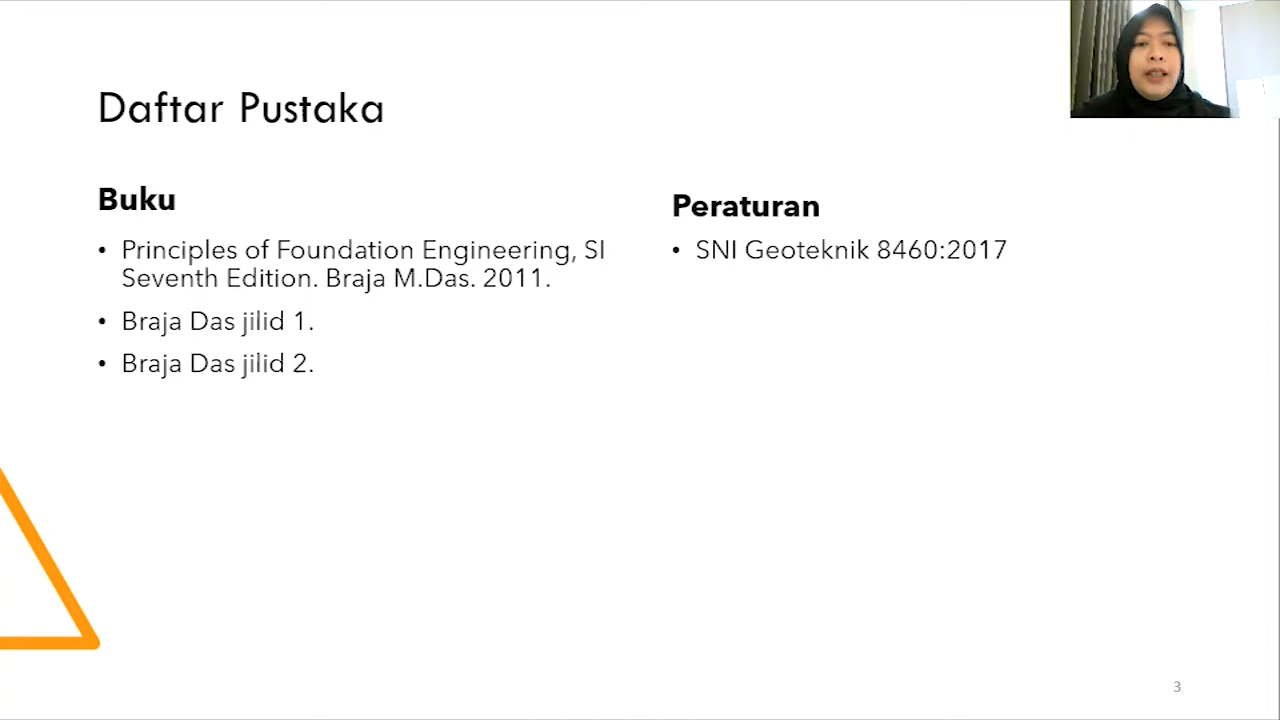 Daftar Pustaka
Buku
• Principles of Foundation Engineering, SI
Seventh Edition. Braja M.Das. 2011.
• Braja Das jilid 1.
• Braja Das jilid 2.
Peraturan
• SNI Geoteknik 8460:2017
3